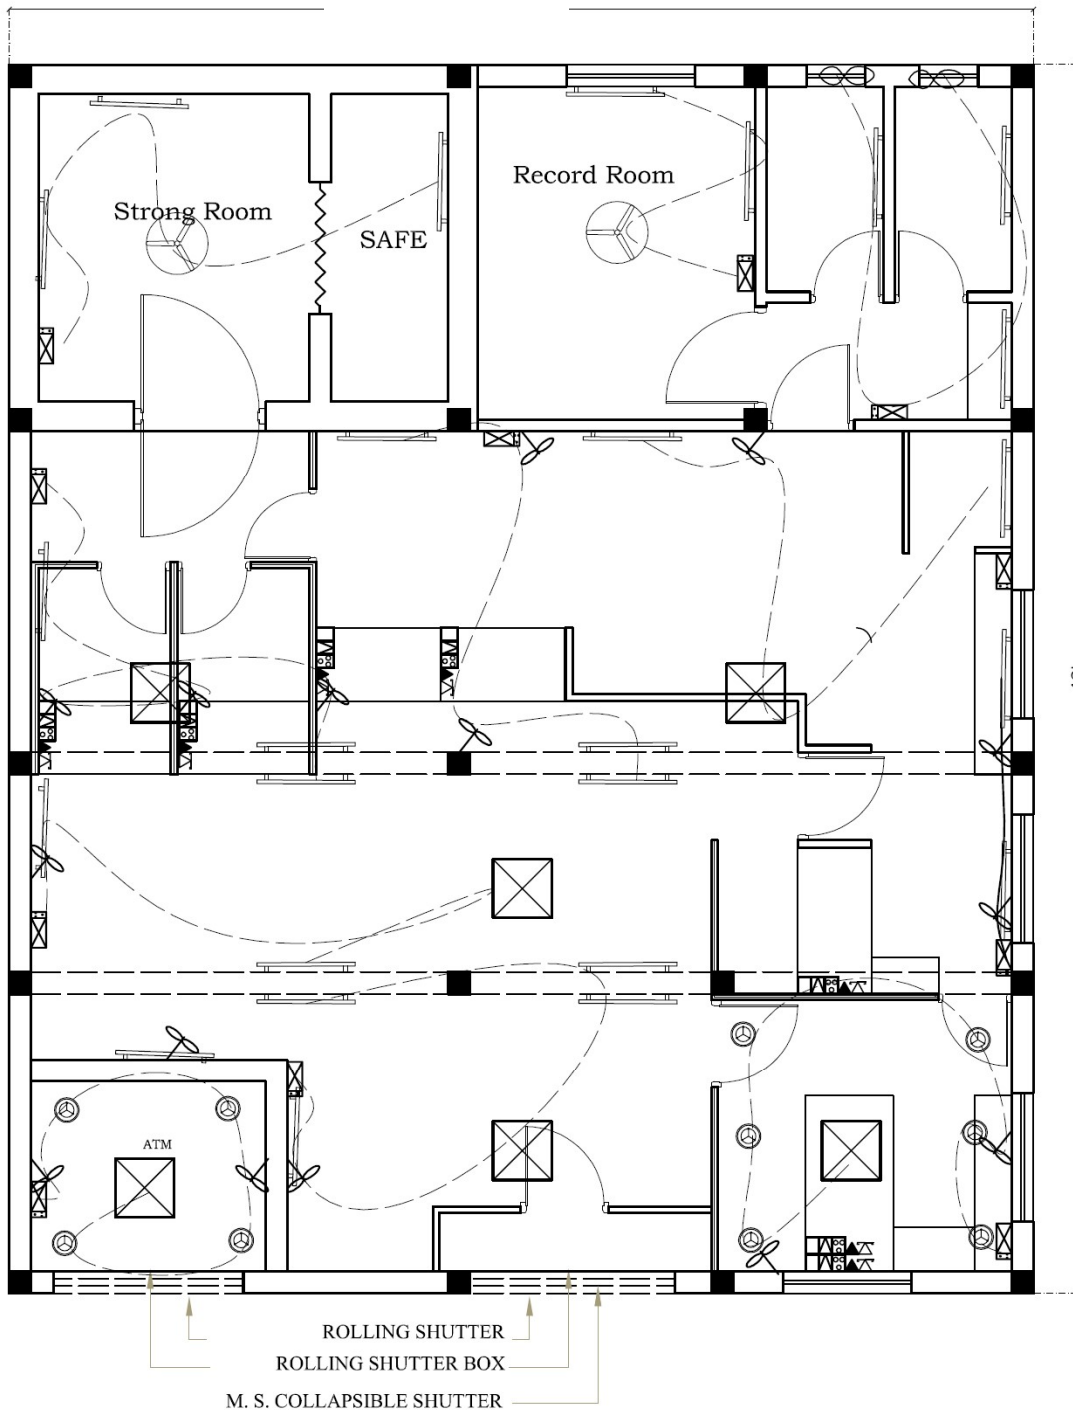 Strong Room
SAFE
Record Room
ATM
ROLLING SHUTTER
ROLLING SHUTTER BOX
M. S. COLLAPSIBLE SHUTTER